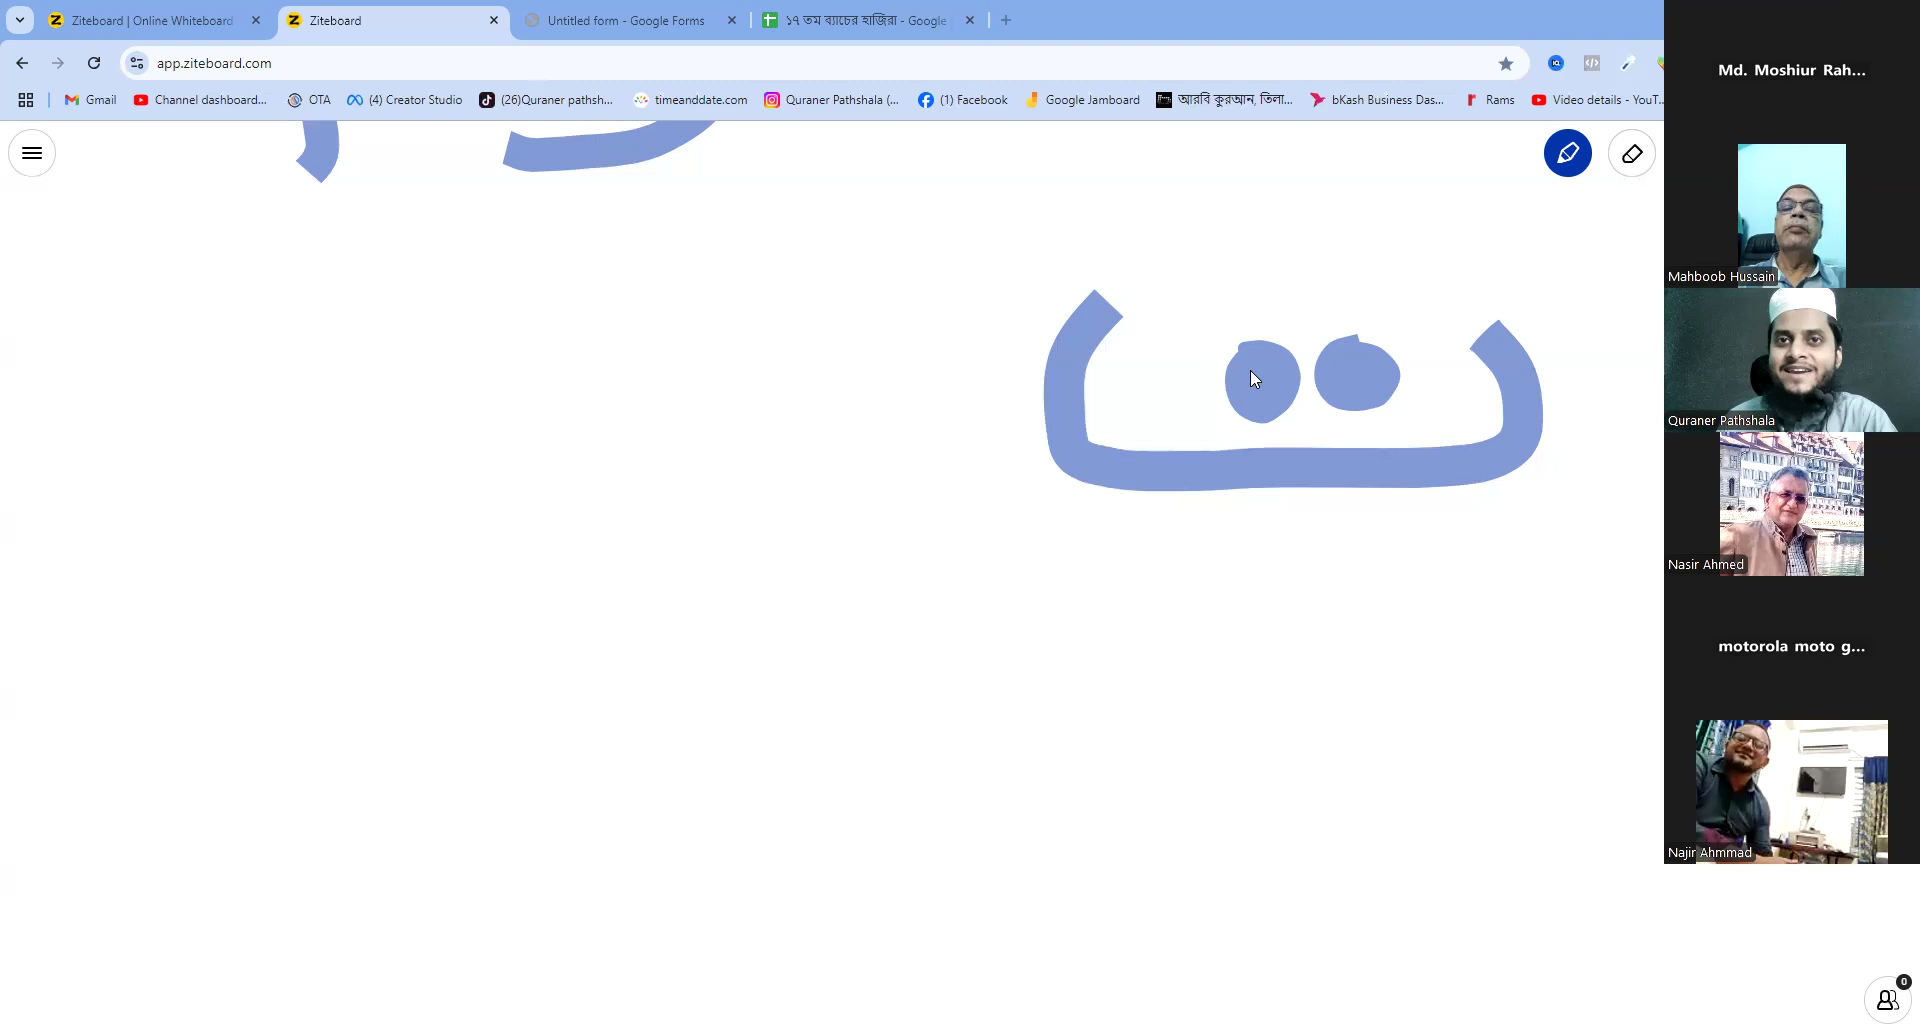 Ziteboard | Online Whiteboard
Ziteboard
Untitled form - Google Forms
১৭ তম ব্যাচের হাজিরা - Google
app.ziteboard.com
Gmail
Channel dashboard...
OTA
(4) Creator Studio
(26)Quraner pathsh...
timeanddate.com
Quraner Pathshala (...
(1) Facebook
Google Jamboard
আরবি কুরআন, তিলা...
bKash Business Das...
Rams
Video details - YouT...
ت
Md. Moshiur Rah...
Mahboob Hussain
Quraner Pathshala
Nasir Ahmed
motorola moto g...
Najir Ahmmad
0